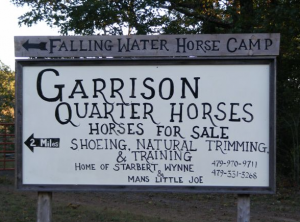 FALLING WATER HORSE CAMP
GARRISON
QUARTER HORSES
HORSES FOR SALE
2 Miles
SHOEING, NATURAL TRIMMING,
& TRAINING
HOME OF STARBERT WYNNE
&
MANS LITTLE JOE
479-970-9711
479-331-5268